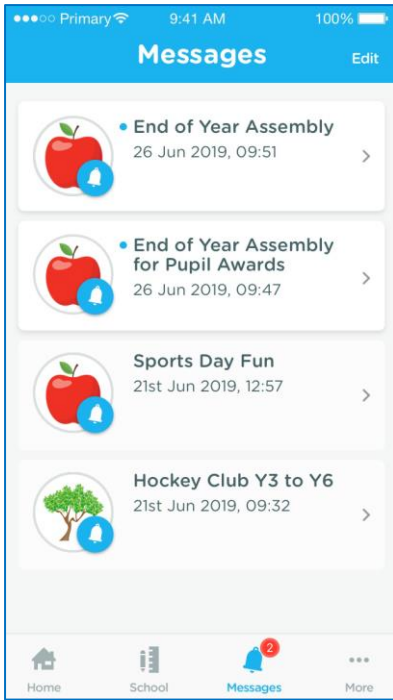 Primary 9:41 AM 100%
Messages Edit
End of Year Assembly
26 Jun 2019, 09:51
End of Year Assembly
for Pupil Awards
26 Jun 2019, 09:47
Sports Day Fun
21st Jun 2019, 12:57
Hockey Club Y3 to Y6
21st Jun 2019, 09:32
2
Home School Messages More